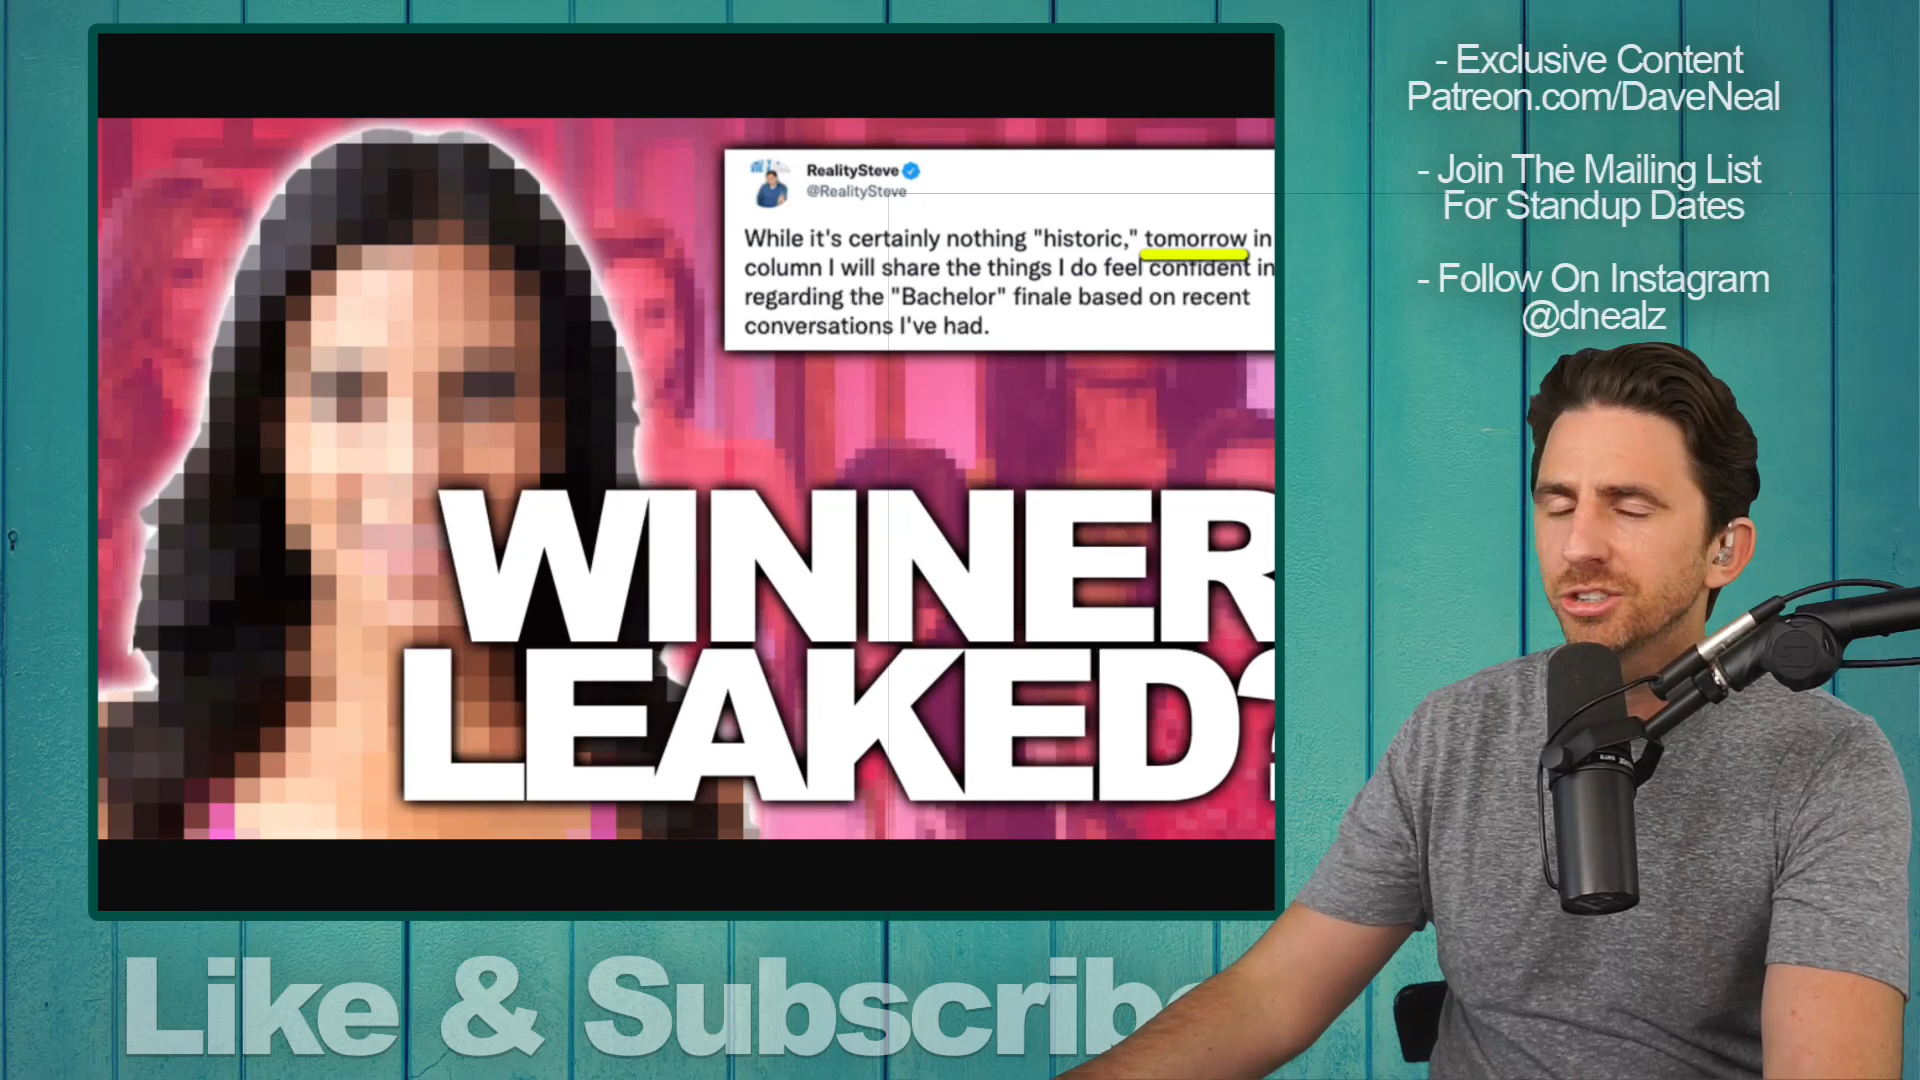 RealitySteve
@RealitySteve
While it's certainly nothing "historic," tomorrow in
column I will share the things I do feel confident in
regarding the "Bachelor" finale based on recent
conversations I've had.
WINNER
LEAKED?
Like & Subscribe
- Exclusive Content
Patreon.com/DaveNeal
- Join The Mailing List
For Standup Dates
- Follow On Instagram
@dnealz